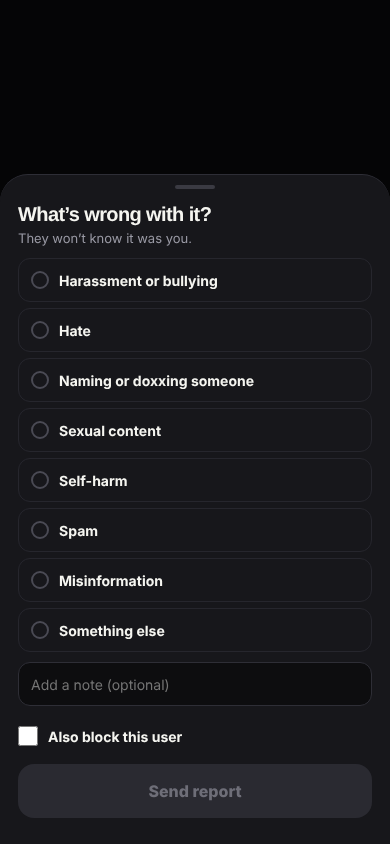 What’s wrong with it?
They won’t know it was you.
Harassment or bullying
Hate
Naming or doxxing someone
Sexual content
Self-harm
Spam
Misinformation
Something else
Add a note (optional)
Also block this user
Send report